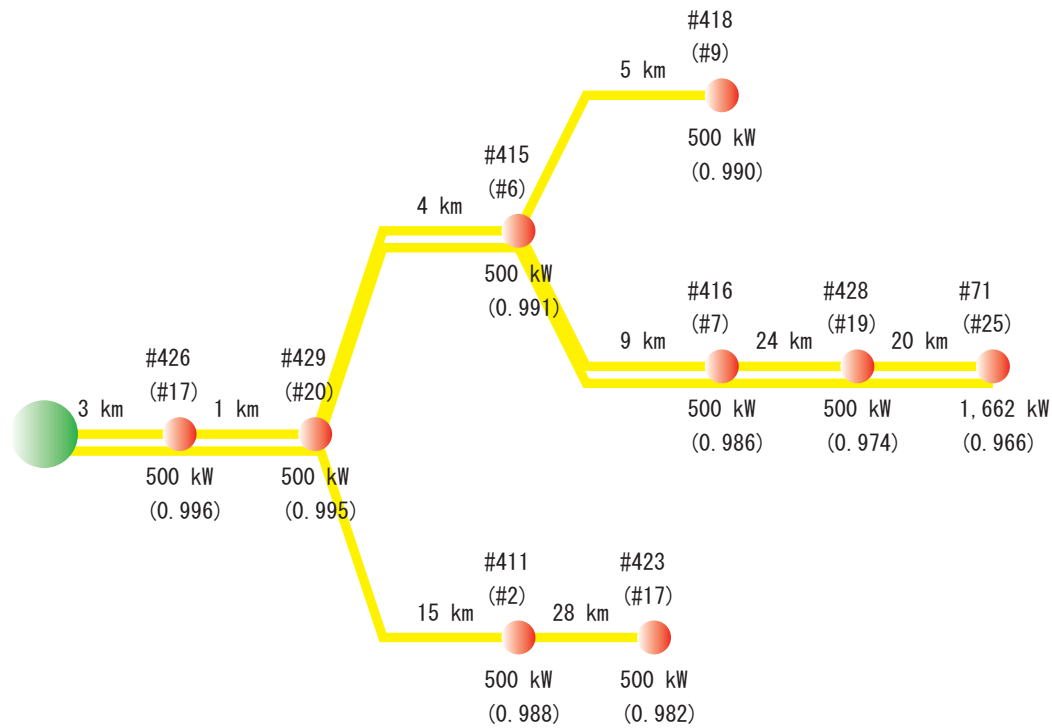 #418
(#9)
5 km
500 kW
(0.990)
#415
(#6)
4 km
500 kW
(0.991)
#416
(#7)
#428
(#19)
#71
(#25)
9 km
24 km
20 km
500 kW
(0.986)
500 kW
(0.974)
1,662 kW
(0.966)
#426
(#17)
#429
(#20)
3 km
1 km
500 kW
(0.996)
500 kW
(0.995)
#411
(#2)
#423
(#17)
15 km
28 km
500 kW
(0.988)
500 kW
(0.982)